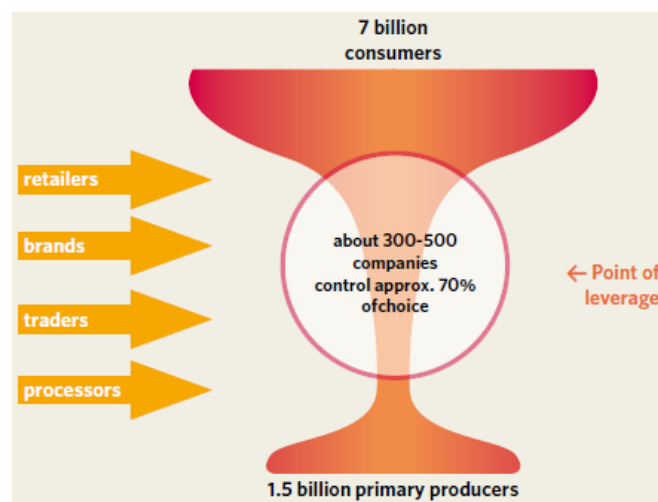 7 billion
consumers
retailers
brands
traders
processors
about 300-500
companies
control approx. 70%
ofchoice
← Point of
leverage
1.5 billion primary producers